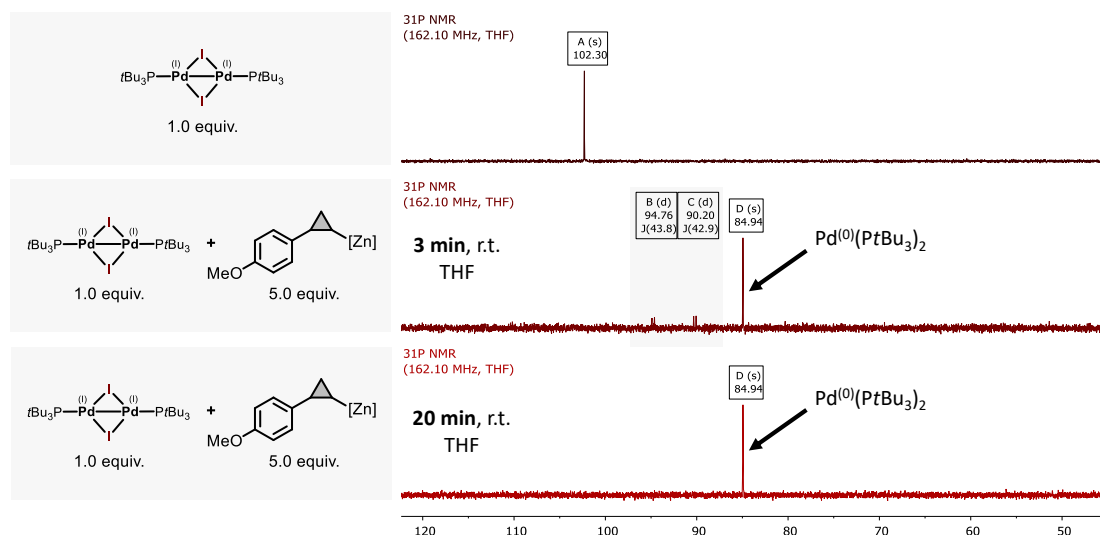 31P NMR
(162.10 MHz, THF)
A (s)
102.30
I
(I) (I)
tBu3P Pd Pd PtBu3
I
1.0 equiv.
31P NMR
(162.10 MHz, THF)
B (d) C (d)
94.76 90.20
J(43.8) J(42.9)
D (s)
84.94
I
(I) (I)
tBu3P Pd Pd PtBu3
I
+
[Zn]
MeO
1.0 equiv. 5.0 equiv.
3 min, r.t.
THF
Pd(0)(PtBu3)2
31P NMR
(162.10 MHz, THF)
D (s)
84.94
I
(I) (I)
tBu3P Pd Pd PtBu3
I
+
[Zn]
MeO
1.0 equiv. 5.0 equiv.
20 min, r.t.
THF
Pd(0)(PtBu3)2
120 110 100 90 80 70 60 50